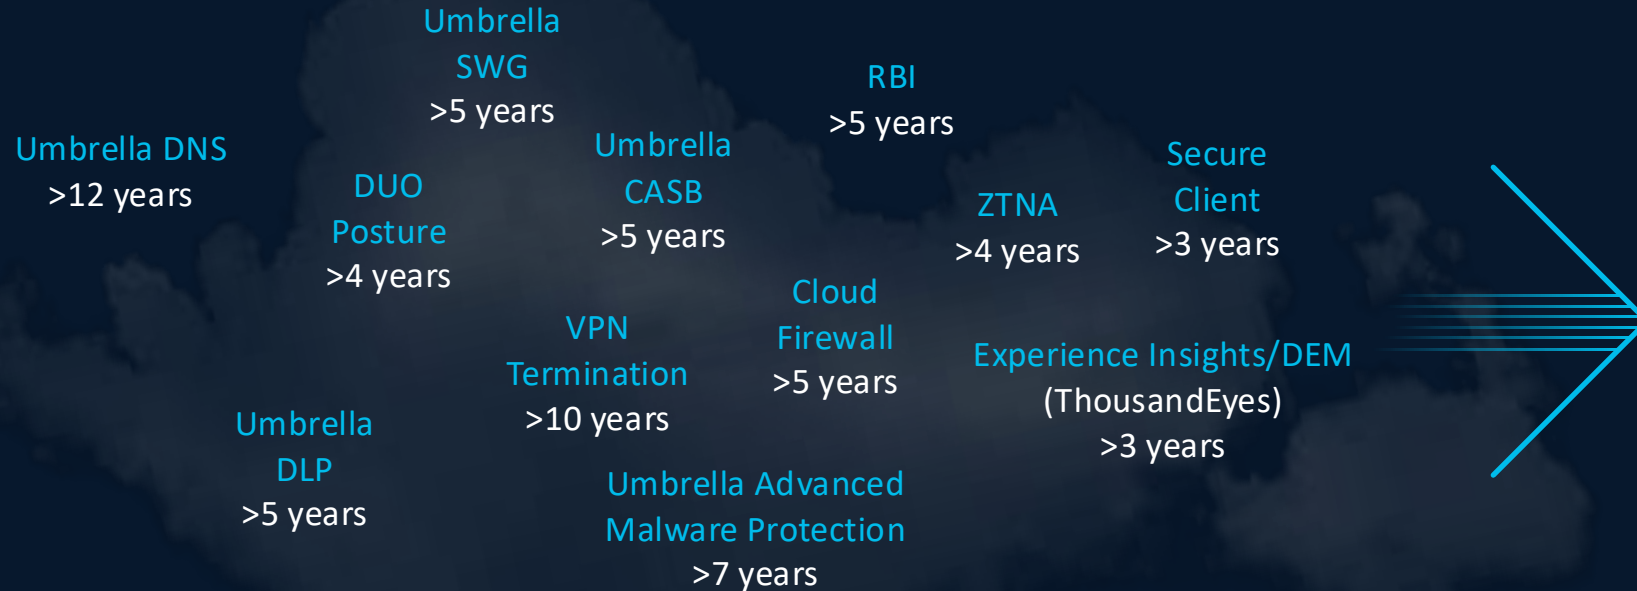 Umbrella
SWG
>5 years
RBI
>5 years
Umbrella DNS
>12 years
DUO
Posture
>4 years
Umbrella
CASB
>5 years
ZTNA
>4 years
Secure
Client
>3 years
VPN
Termination
>10 years
Cloud
Firewall
>5 years
Experience Insights/DEM
(ThousandEyes)
>3 years
Umbrella
DLP
>5 years
Umbrella Advanced
Malware Protection
>7 years